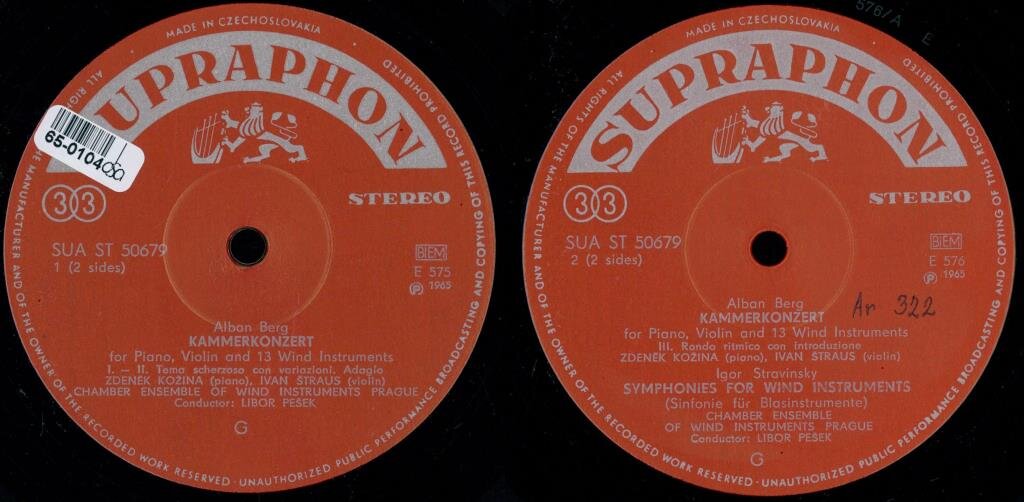 MADE IN CZECHOSLOVAKIA
UPRAPHON
ALL RIG
OF THE MANUFACTURER AND OF THE OWNER OF THE RECORDED WORK RESERVED · UNAUTHORIZED PUBLIC PERFORMANCE BROADCASTING AND COPYING OF THIS RECORD PROHIBITED
65-0104050
33
STEREO
SUA ST 50679
1 (2 sides)
BIEM
E 575
Ⓟ 1965
Alban Berg
KAMMERKONZERT
for Piano, Violin and 13 Wind Instruments
I. – II. Tema scherzoso con variazioni. Adagio
ZDENĚK KOŽINA (piano), IVAN ŠTRAUS (violin)
CHAMBER ENSEMBLE OF WIND INSTRUMENTS PRAGUE
Conductor: LIBOR PEŠEK
G
576/A
E
MADE IN CZECHOSLOVAKIA
SUPRAPHON
ALL RIGHTS OF THE MANUFACTURER AND OF THE OWNER OF THE RECORDED WORK RESERVED · UNAUTHORIZED PUBLIC PERFORMANCE BROADCASTING AND COPYING OF THIS RECORD PROHIBITED
33
STEREO
SUA ST 50679
2 (2 sides)
BIEM
E 576
Ⓟ 1965
Ar 322
Alban Berg
KAMMERKONZERT
for Piano, Violin and 13 Wind Instruments
III. Rondo ritmico con introduzione
ZDENĚK KOŽINA (piano), IVAN ŠTRAUS (violin)
Igor Stravinsky
SYMPHONIES FOR WIND INSTRUMENTS
(Sinfonie für Blasinstrumente)
CHAMBER ENSEMBLE
OF WIND INSTRUMENTS PRAGUE
Conductor: LIBOR PEŠEK
G